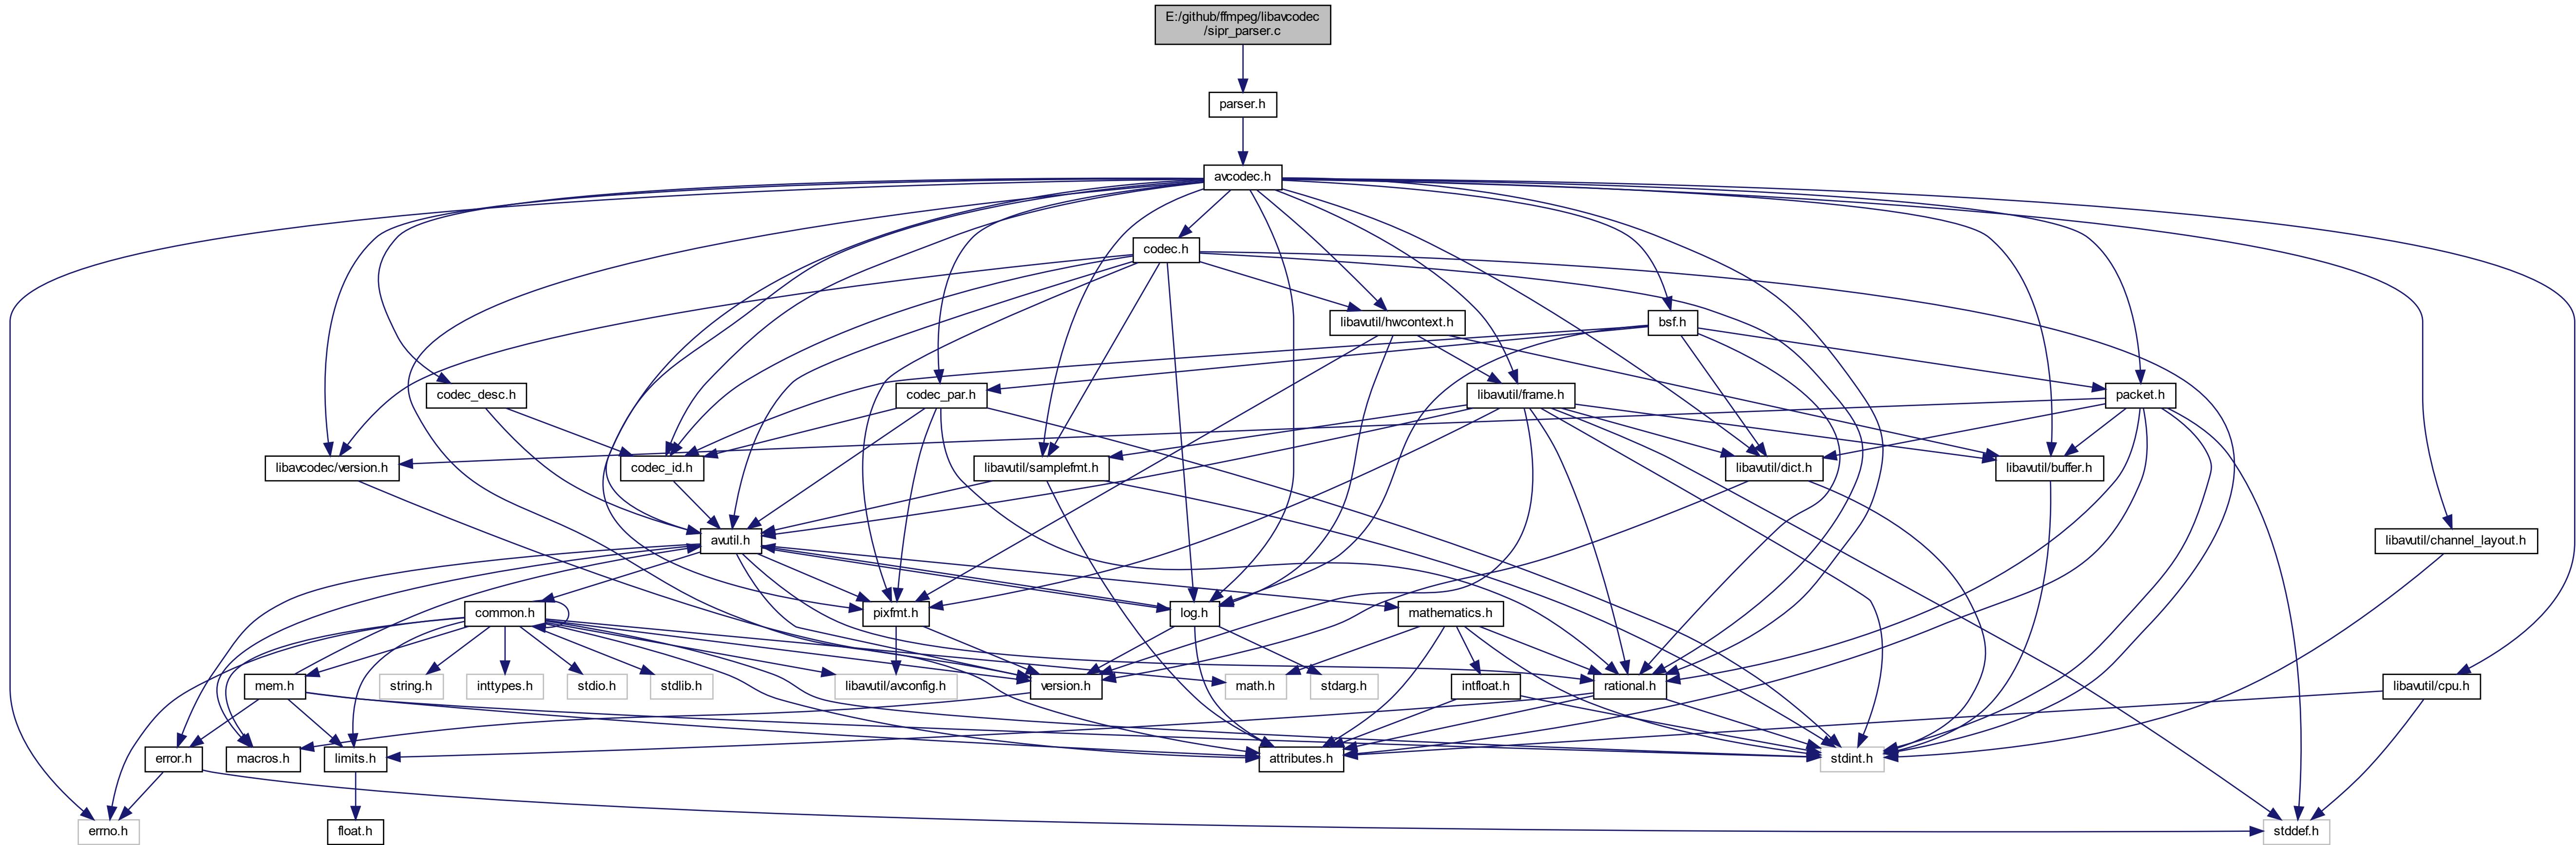 E:/github/ffmpeg/libavcodec
/sipr_parser.c
parser.h
avcodec.h
codec.h
libavutil/hwcontext.h
bsf.h
codec_desc.h
codec_par.h
libavutil/frame.h
packet.h
libavcodec/version.h
codec_id.h
libavutil/samplefmt.h
libavutil/dict.h
libavutil/buffer.h
avutil.h
libavutil/channel_layout.h
common.h
pixfmt.h
log.h
mathematics.h
mem.h
string.h
inttypes.h
stdio.h
stdlib.h
libavutil/avconfig.h
version.h
math.h
stdarg.h
intfloat.h
rational.h
libavutil/cpu.h
error.h
macros.h
limits.h
attributes.h
stdint.h
errno.h
float.h
stddef.h